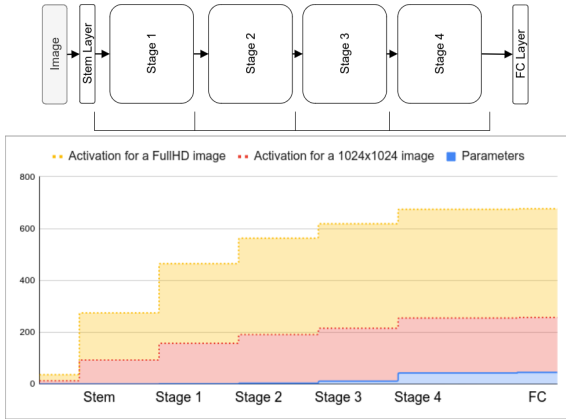 Image
Stem Layer
Stage 1
Stage 2
Stage 3
Stage 4
FC Layer
Activation for a FullHD image Activation for a 1024x1024 image Parameters
800
600
400
200
0
Stem Stage 1 Stage 2 Stage 3 Stage 4 FC